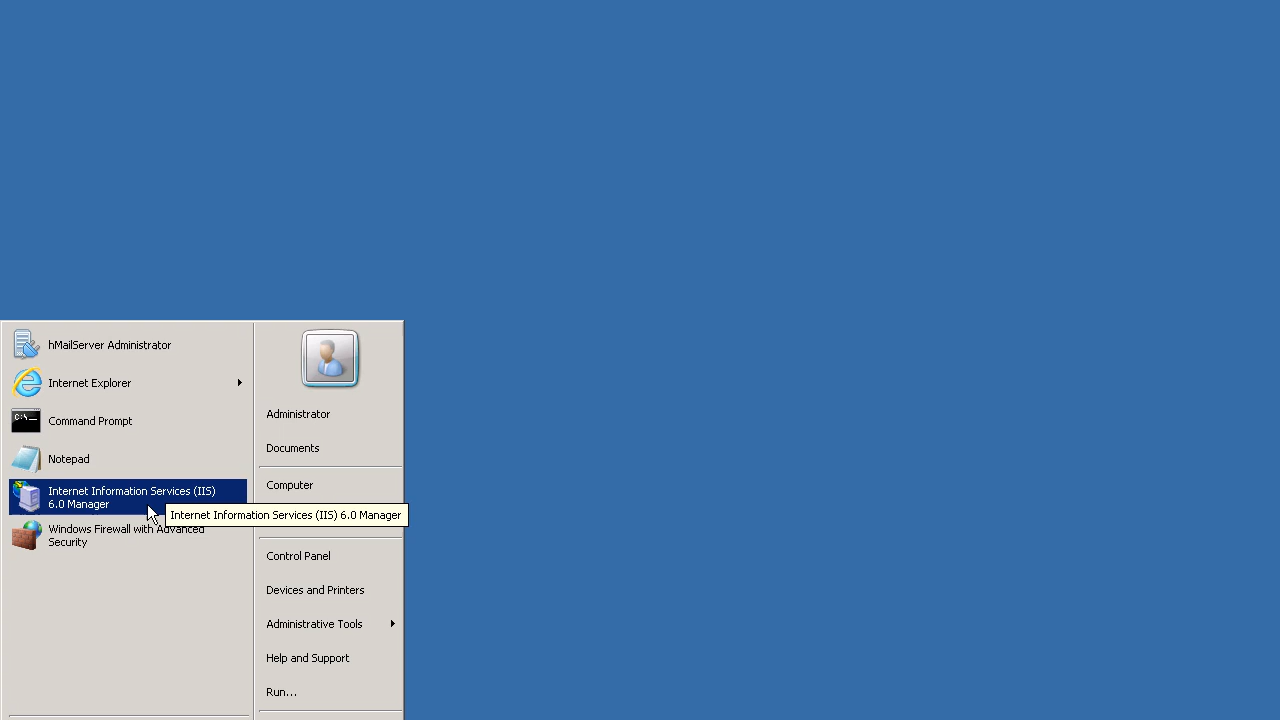 hMailServer Administrator
Internet Explorer
C:\
Command Prompt
Notepad
Internet Information Services (IIS)
6.0 Manager
Internet Information Services (IIS) 6.0 Manager
Windows Firewall with Advanced
Security
Administrator
Documents
Computer
Control Panel
Devices and Printers
Administrative Tools
Help and Support
Run...